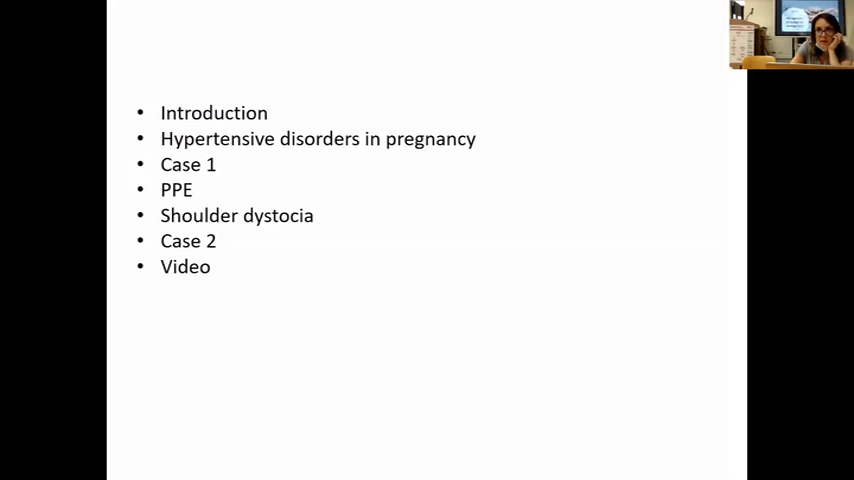 • Introduction
• Hypertensive disorders in pregnancy
• Case 1
• PPE
• Shoulder dystocia
• Case 2
• Video